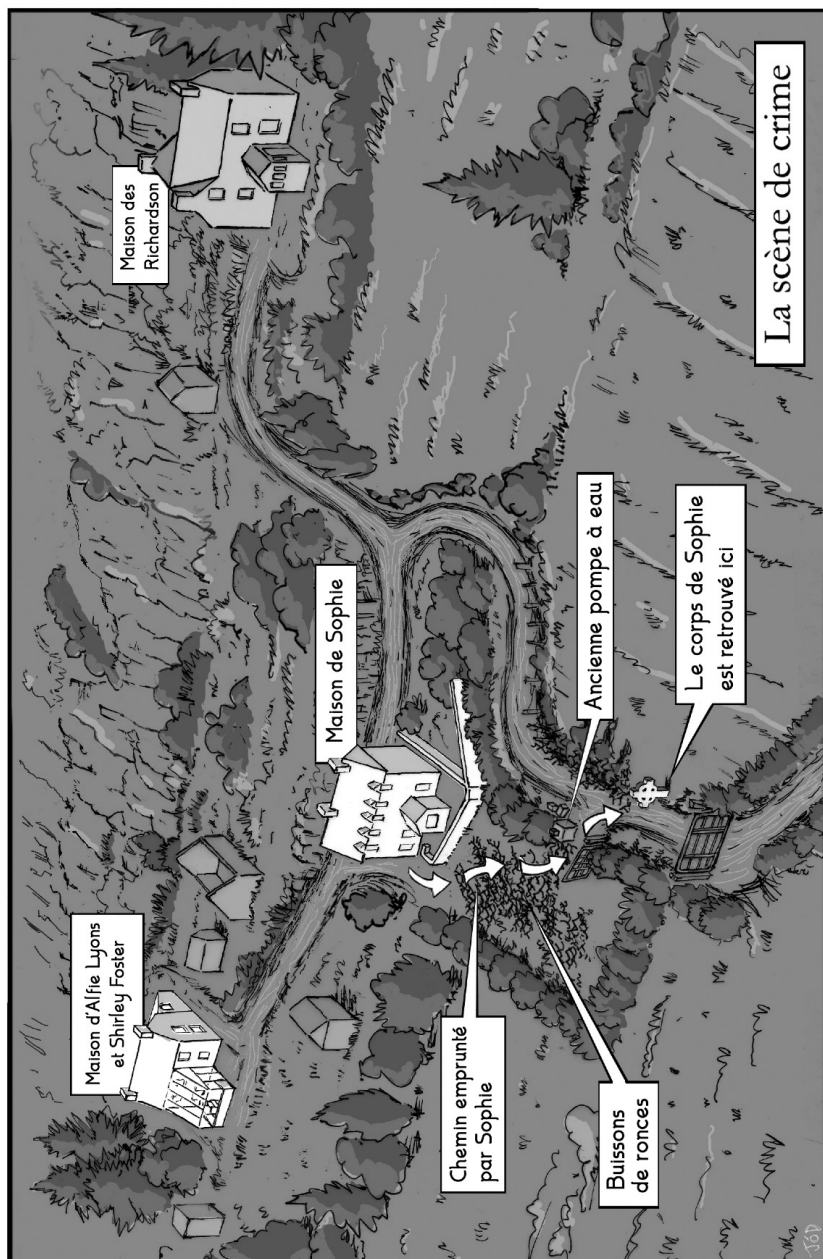 Maison d'Alfie Lyons
et Shirley Foster
Maison des
Richardson
Maison de Sophie
Chemin emprunté
par Sophie
Buissons
de ronces
Ancienne pompe à eau
Le corps de Sophie
est retrouvé ici
La scène de crime
JóD